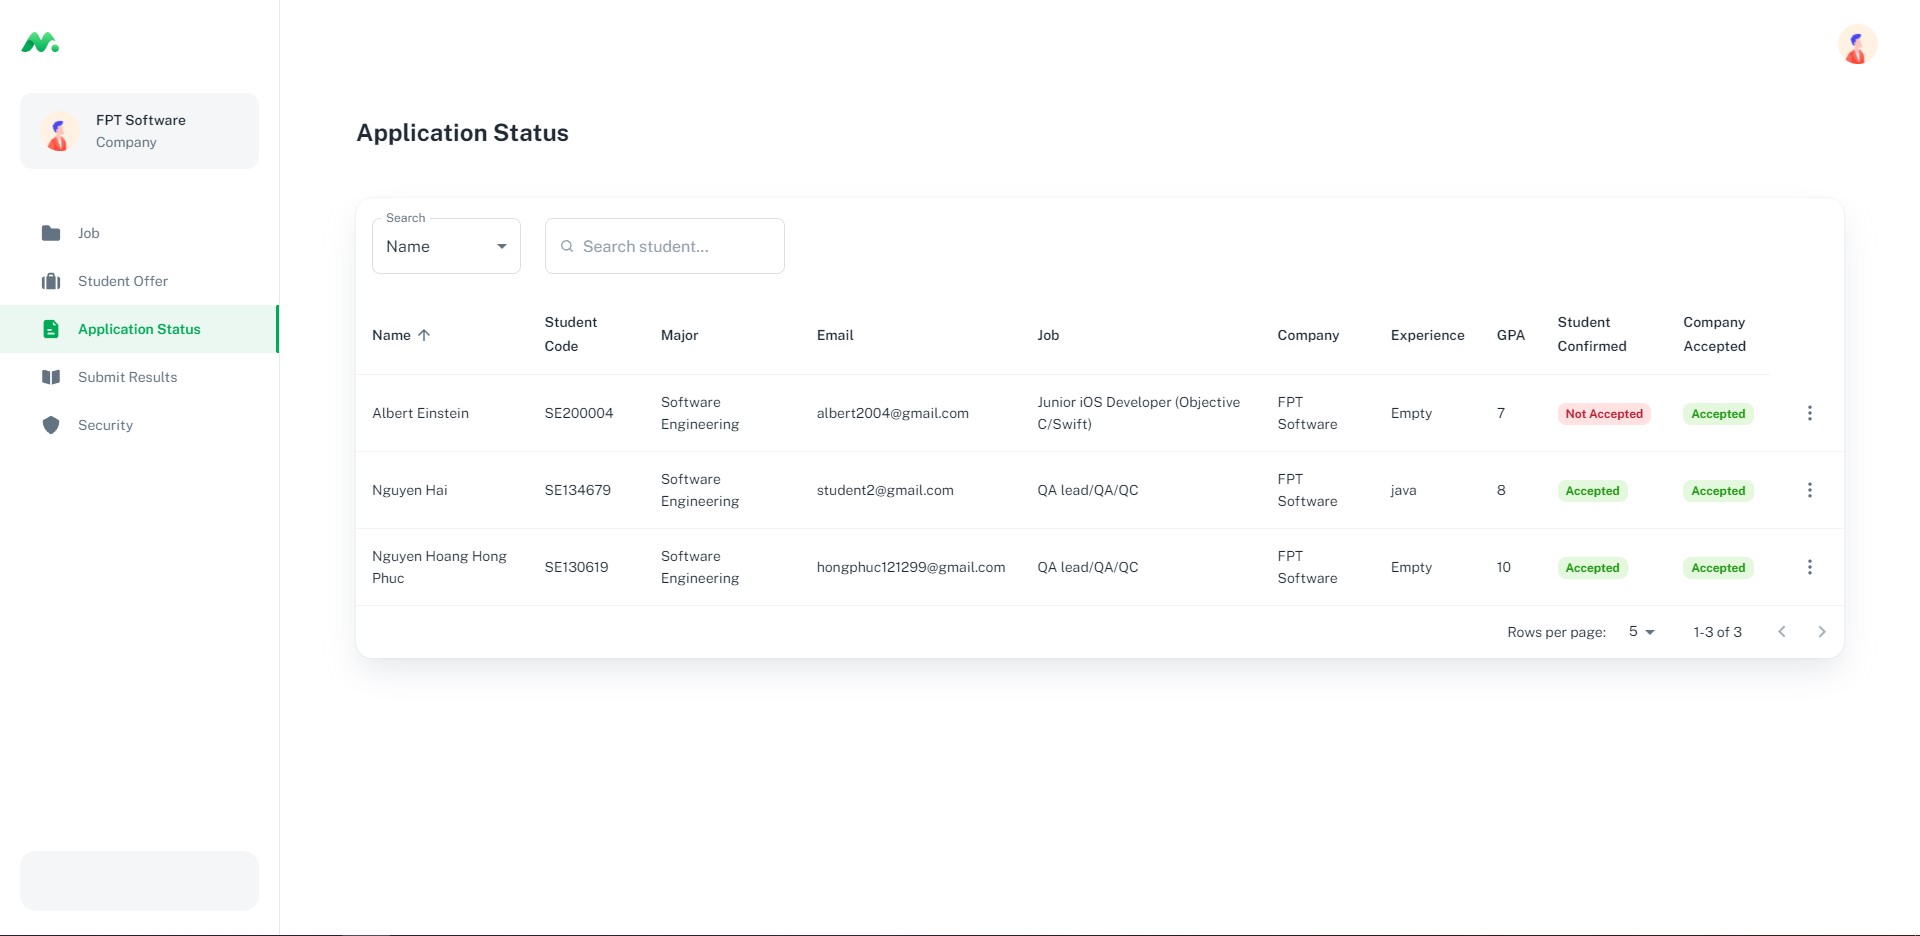 FPT Software
Company
Job
Student Offer
Application Status
Submit Results
Security
Application Status
Search
Name
Search student...
Name
Student
Code
Major
Email
Job
Company
Experience
GPA
Student
Confirmed
Company
Accepted
Albert Einstein
SE200004
Software
Engineering
albert2004@gmail.com
Junior iOS Developer (Objective
C/Swift)
FPT
Software
Empty
7
Not Accepted
Accepted
Nguyen Hai
SE134679
Software
Engineering
student2@gmail.com
QA lead/QA/QC
FPT
Software
java
8
Accepted
Accepted
Nguyen Hoang Hong
Phuc
SE130619
Software
Engineering
hongphuc121299@gmail.com
QA lead/QA/QC
FPT
Software
Empty
10
Accepted
Accepted
Rows per page:
5
1-3 of 3